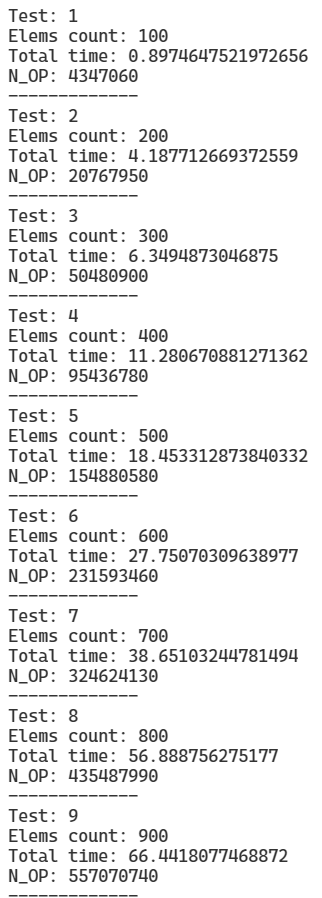 Test: 1
Elems count: 100
Total time: 0.8974647521972656
N_OP: 4347060
-------------
Test: 2
Elems count: 200
Total time: 4.187712669372559
N_OP: 20767950
-------------
Test: 3
Elems count: 300
Total time: 6.3494873046875
N_OP: 50480900
-------------
Test: 4
Elems count: 400
Total time: 11.280670881271362
N_OP: 95436780
-------------
Test: 5
Elems count: 500
Total time: 18.453312873840332
N_OP: 154880580
-------------
Test: 6
Elems count: 600
Total time: 27.75070309638977
N_OP: 231593460
-------------
Test: 7
Elems count: 700
Total time: 38.65103244781494
N_OP: 324624130
-------------
Test: 8
Elems count: 800
Total time: 56.888756275177
N_OP: 435487990
-------------
Test: 9
Elems count: 900
Total time: 66.4418077468872
N_OP: 557070740
-------------